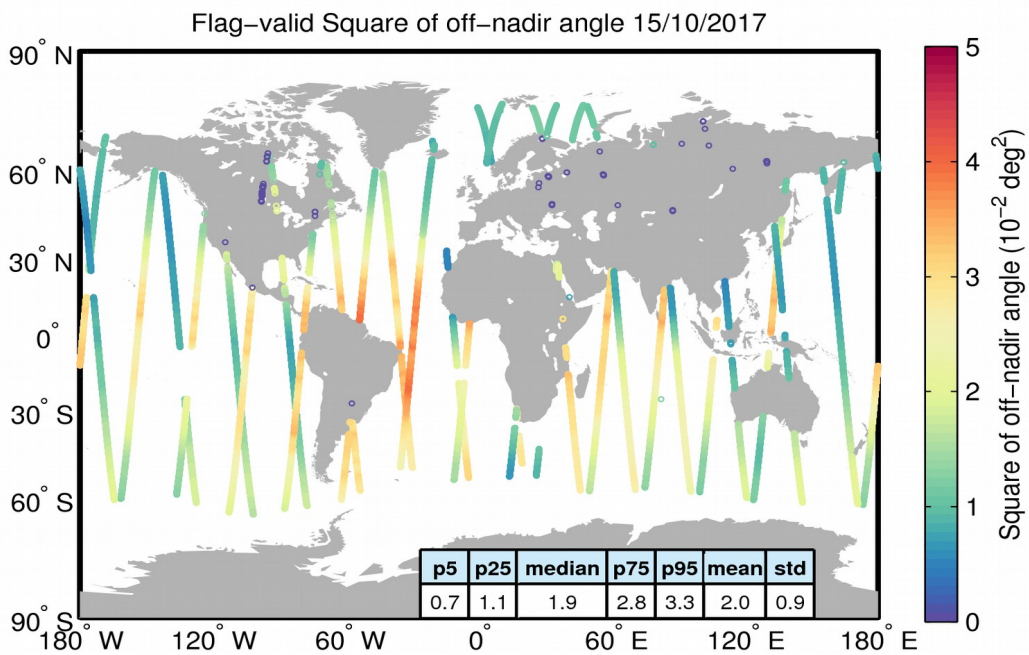 Flag−valid Square of off−nadir angle 15/10/2017
90° N
60° N
30° N
0°
30° S
60° S
90° S
180° W
120° W
60° W
0°
60° E
120° E
180° E
p5 p25 median p75 p95 mean std
0.7 1.1 1.9 2.8 3.3 2.0 0.9
5
4
3
2
1
0
Square of off−nadir angle (10⁻² deg²)